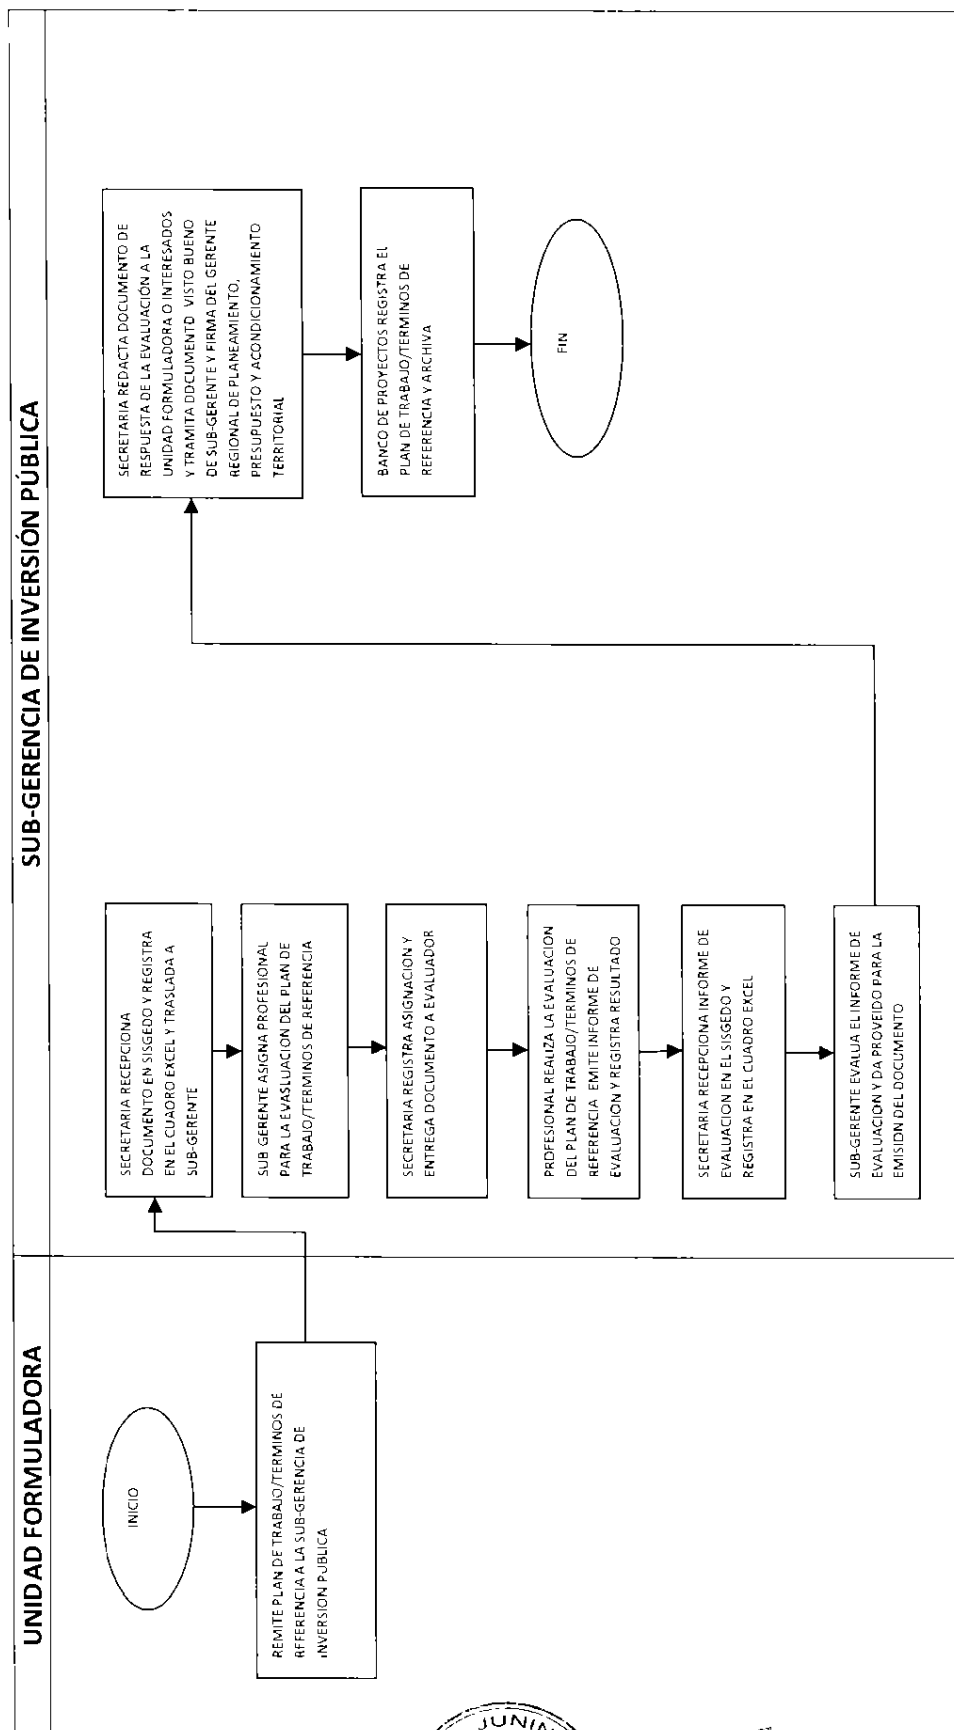 UNIDAD FORMULADORA
SUB-GERENCIA DE INVERSIÓN PÚBLICA
INICIO
REMITE PLAN DE TRABAJO/TERMINOS DE
REFERENCIA A LA SUB-GERENCIA DE
INVERSION PUBLICA
SECRETARIA RECEPCIONA
DOCUMENTO EN SISGEDO Y REGISTRA
EN EL CUADRO EXCEL Y TRASLADA A
SUB-GERENTE
SUB GERENTE ASIGNA PROFESIONAL
PARA LA EVASLUACION DEL PLAN DE
TRABAJO/TERMINOS DE REFERENCIA
SECRETARIA REGISTRA ASIGNACION Y
ENTREGA DOCUMENTO A EVALUADOR
PROFESIONAL REALIZA LA EVALUACION
DEL PLAN DE TRABAJO/TERMINOS DE
REFERENCIA EMITE INFORME DE
EVALUACION Y REGISTRA RESULTADO
SECRETARIA RECEPCIONA INFORME DE
EVALUACION EN EL SISGEDO Y
REGISTRA EN EL CUADRO EXCEL
SUB-GERENTE EVALUA EL INFORME DE
EVALUACION Y DA PROVEIDO PARA LA
EMISION DEL DOCUMENTO
SECRETARIA REDACTA DOCUMENTO DE
RESPUESTA DE LA EVALUACIÓN A LA
UNIDAD FORMULADORA O INTERESADOS
Y TRAMITA DOCUMENTO VISTO BUENO
DE SUB-GERENTE Y FIRMA DEL GERENTE
REGIONAL DE PLANEAMIENTO,
PRESUPUESTO Y ACONDICIONAMIENTO
TERRITORIAL
BANCO DE PROYECTOS REGISTRA EL
PLAN DE TRABAJO/TERMINOS DE
REFERENCIA Y ARCHIVA
FIN
JUNIN